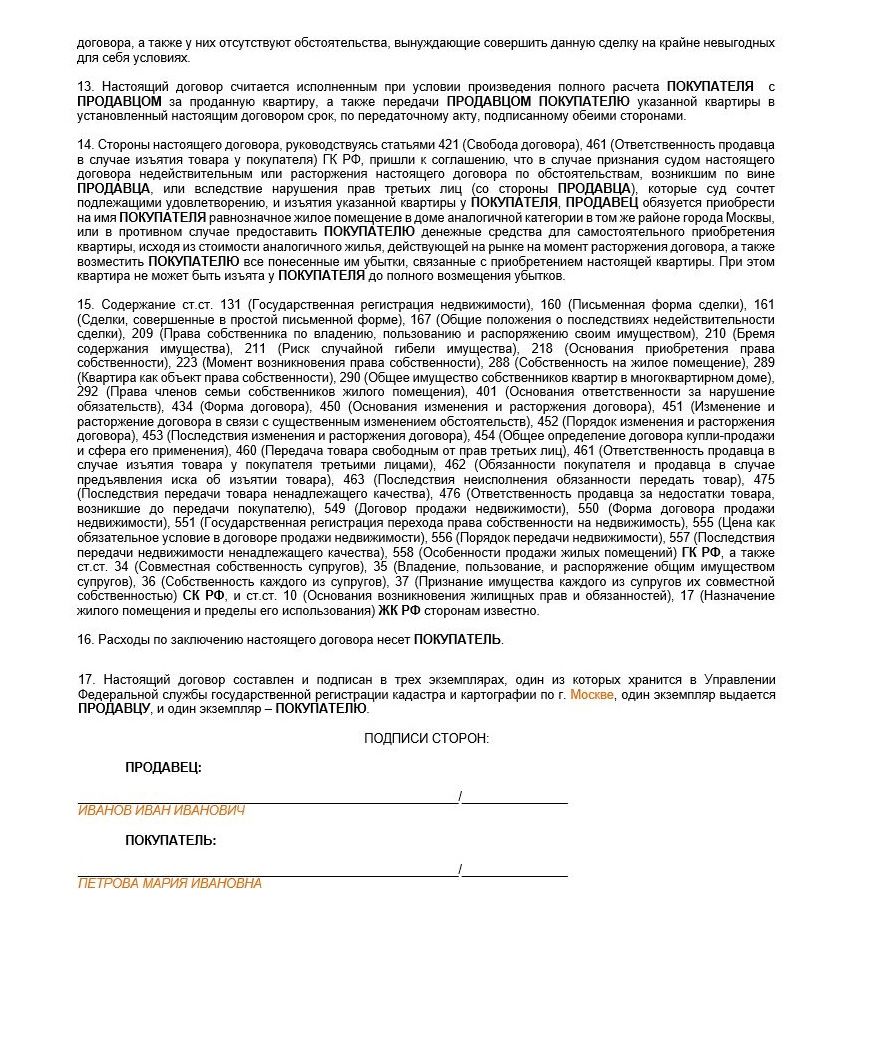 договора, а также у них отсутствуют обстоятельства, вынуждающие совершить данную сделку на крайне невыгодных
для себя условиях.
13. Настоящий договор считается исполненным при условии произведения полного расчета ПОКУПАТЕЛЯ с
ПРОДАВЦОМ за проданную квартиру, а также передачи ПРОДАВЦОМ ПОКУПАТЕЛЮ указанной квартиры в
установленный настоящим договором срок, по передаточному акту, подписанному обеими сторонами.
14. Стороны настоящего договора, руководствуясь статьями 421 (Свобода договора), 461 (Ответственность продавца
в случае изъятия товара у покупателя) ГК РФ, пришли к соглашению, что в случае признания судом настоящего
договора недействительным или расторжения настоящего договора по обстоятельствам, возникшим по вине
ПРОДАВЦА, или вследствие нарушения прав третьих лиц (со стороны ПРОДАВЦА), которые суд сочтет
подлежащими удовлетворению, и изъятия указанной квартиры у ПОКУПАТЕЛЯ, ПРОДАВЕЦ обязуется приобрести
на имя ПОКУПАТЕЛЯ равнозначное жилое помещение в доме аналогичной категории в том же районе города Москвы,
или в противном случае предоставить ПОКУПАТЕЛЮ денежные средства для самостоятельного приобретения
квартиры, исходя из стоимости аналогичного жилья, действующей на рынке на момент расторжения договора, а также
возместить ПОКУПАТЕЛЮ все понесенные им убытки, связанные с приобретением настоящей квартиры. При этом
квартира не может быть изъята у ПОКУПАТЕЛЯ до полного возмещения убытков.
15. Содержание ст.ст. 131 (Государственная регистрация недвижимости), 160 (Письменная форма сделки), 161
(Сделки, совершенные в простой письменной форме), 167 (Общие положения о последствиях недействительности
сделки), 209 (Права собственника по владению, пользованию и распоряжению своим имуществом), 210 (Бремя
содержания имущества), 211 (Риск случайной гибели имущества), 218 (Основания приобретения права
собственности), 223 (Момент возникновения права собственности), 288 (Собственность на жилое помещение), 289
(Квартира как объект права собственности), 290 (Общее имущество собственников квартир в многоквартирном доме),
292 (Права членов семьи собственников жилого помещения), 401 (Основания ответственности за нарушение
обязательств), 434 (Форма договора), 450 (Основания изменения и расторжения договора), 451 (Изменение и
расторжение договора в связи с существенным изменением обстоятельств), 452 (Порядок изменения и расторжения
договора), 453 (Последствия изменения и расторжения договора), 454 (Общее определение договора купли-продажи
и сфера его применения), 460 (Передача товара свободным от прав третьих лиц), 461 (Ответственность продавца в
случае изъятия товара у покупателя третьими лицами), 462 (Обязанности покупателя и продавца в случае
предъявления иска об изъятии товара), 463 (Последствия неисполнения обязанности передать товар), 475
(Последствия передачи товара ненадлежащего качества), 476 (Ответственность продавца за недостатки товара,
возникшие до передачи покупателю), 549 (Договор продажи недвижимости), 550 (Форма договора продажи
недвижимости), 551 (Государственная регистрация перехода права собственности на недвижимость), 555 (Цена как
обязательное условие в договоре продажи недвижимости), 556 (Порядок передачи недвижимости), 557 (Последствия
передачи недвижимости ненадлежащего качества), 558 (Особенности продажи жилых помещений) ГК РФ, а также
ст.ст. 34 (Совместная собственность супругов), 35 (Владение, пользование, и распоряжение общим имуществом
супругов), 36 (Собственность каждого из супругов), 37 (Признание имущества каждого из супругов их совместной
собственностью) СК РФ, и ст.ст. 10 (Основания возникновения жилищных прав и обязанностей), 17 (Назначение
жилого помещения и пределы его использования) ЖК РФ сторонам известно.
16. Расходы по заключению настоящего договора несет ПОКУПАТЕЛЬ.
17. Настоящий договор составлен и подписан в трех экземплярах, один из которых хранится в Управлении
Федеральной службы государственной регистрации кадастра и картографии по г. Москве, один экземпляр выдается
ПРОДАВЦУ, и один экземпляр – ПОКУПАТЕЛЮ.
ПОДПИСИ СТОРОН:
ПРОДАВЕЦ:
/
ИВАНОВ ИВАН ИВАНОВИЧ
ПОКУПАТЕЛЬ:
/
ПЕТРОВА МАРИЯ ИВАНОВНА